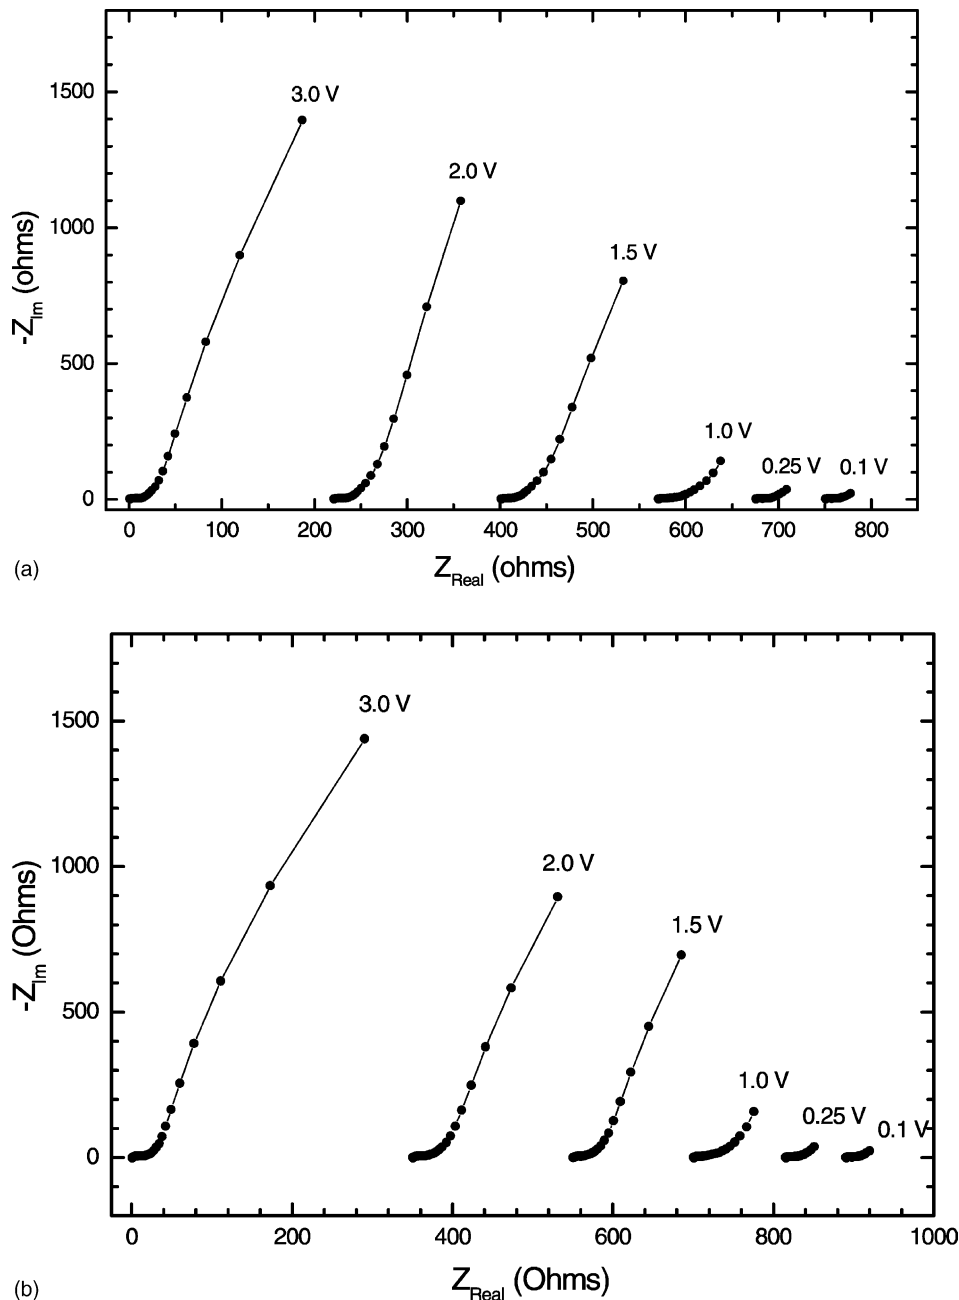 3.0 V
2.0 V
1.5 V
1.0 V
0.25 V
0.1 V
1500
1000
500
0
-Z_Im (ohms)
0 100 200 300 400 500 600 700 800
Z_Real (ohms)
(a)
3.0 V
2.0 V
1.5 V
1.0 V
0.25 V
0.1 V
1500
1000
500
0
-Z_Im (Ohms)
0 200 400 600 800 1000
Z_Real (Ohms)
(b)